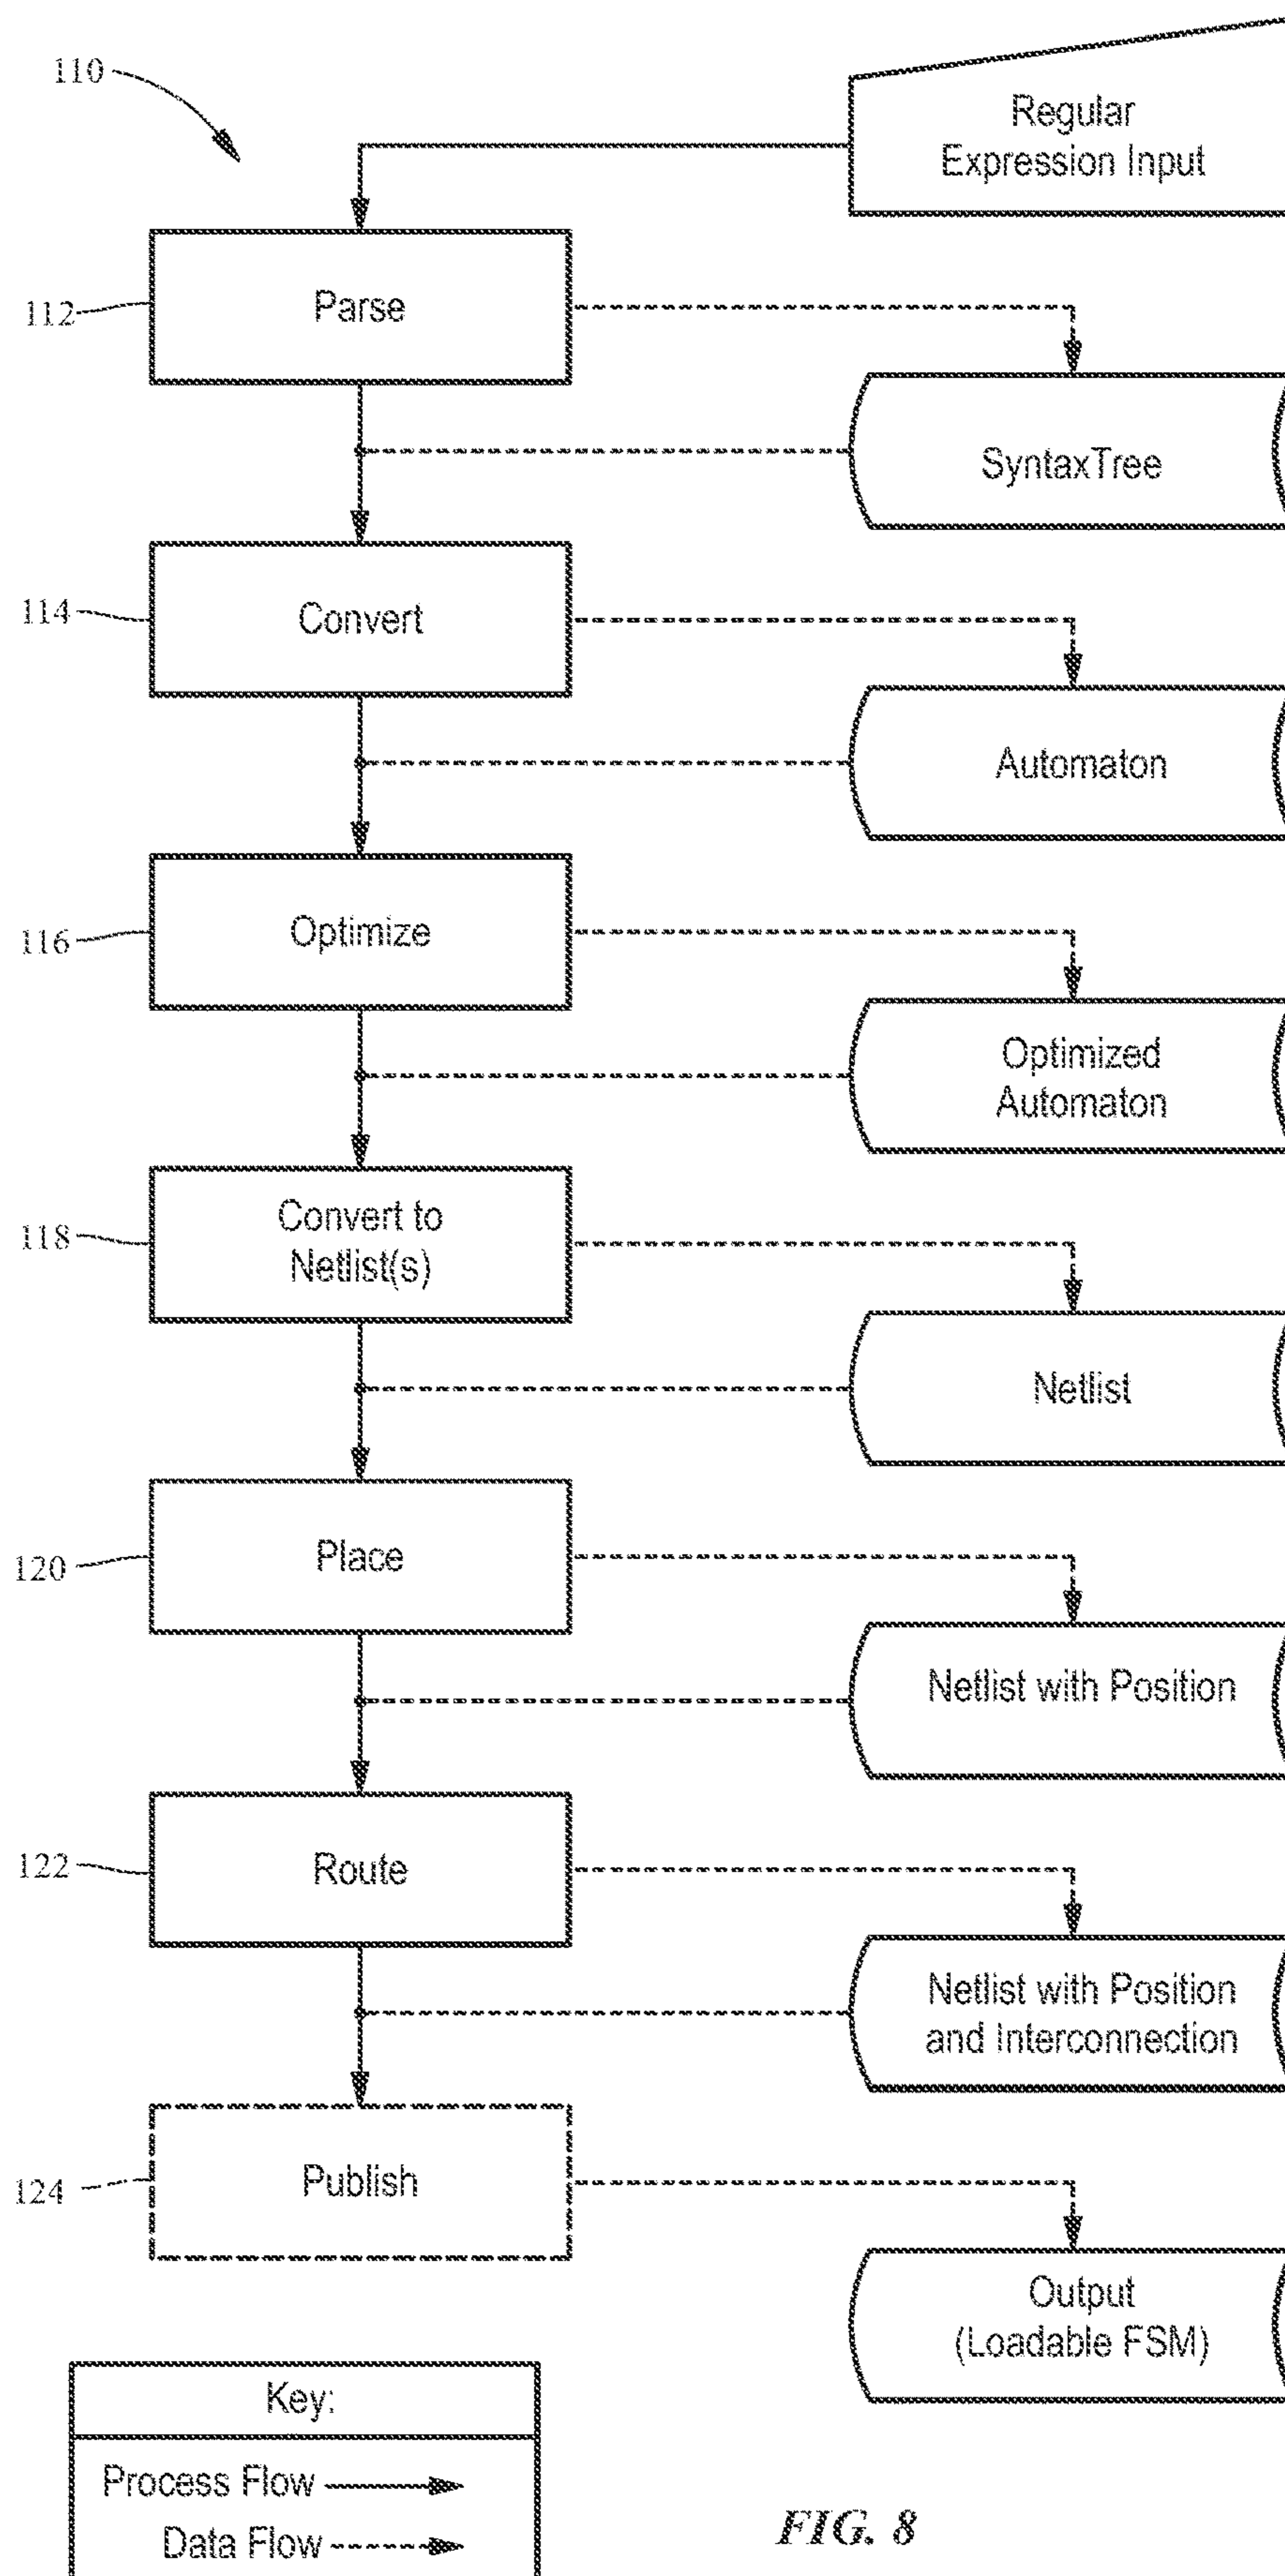 110
Regular
Expression Input
112
Parse
SyntaxTree
114
Convert
Automaton
116
Optimize
Optimized
Automaton
118
Convert to
Netlist(s)
Netlist
120
Place
Netlist with Position
122
Route
Netlist with Position
and Interconnection
124
Publish
Output
(Loadable FSM)
Key:
Process Flow
Data Flow
FIG. 8